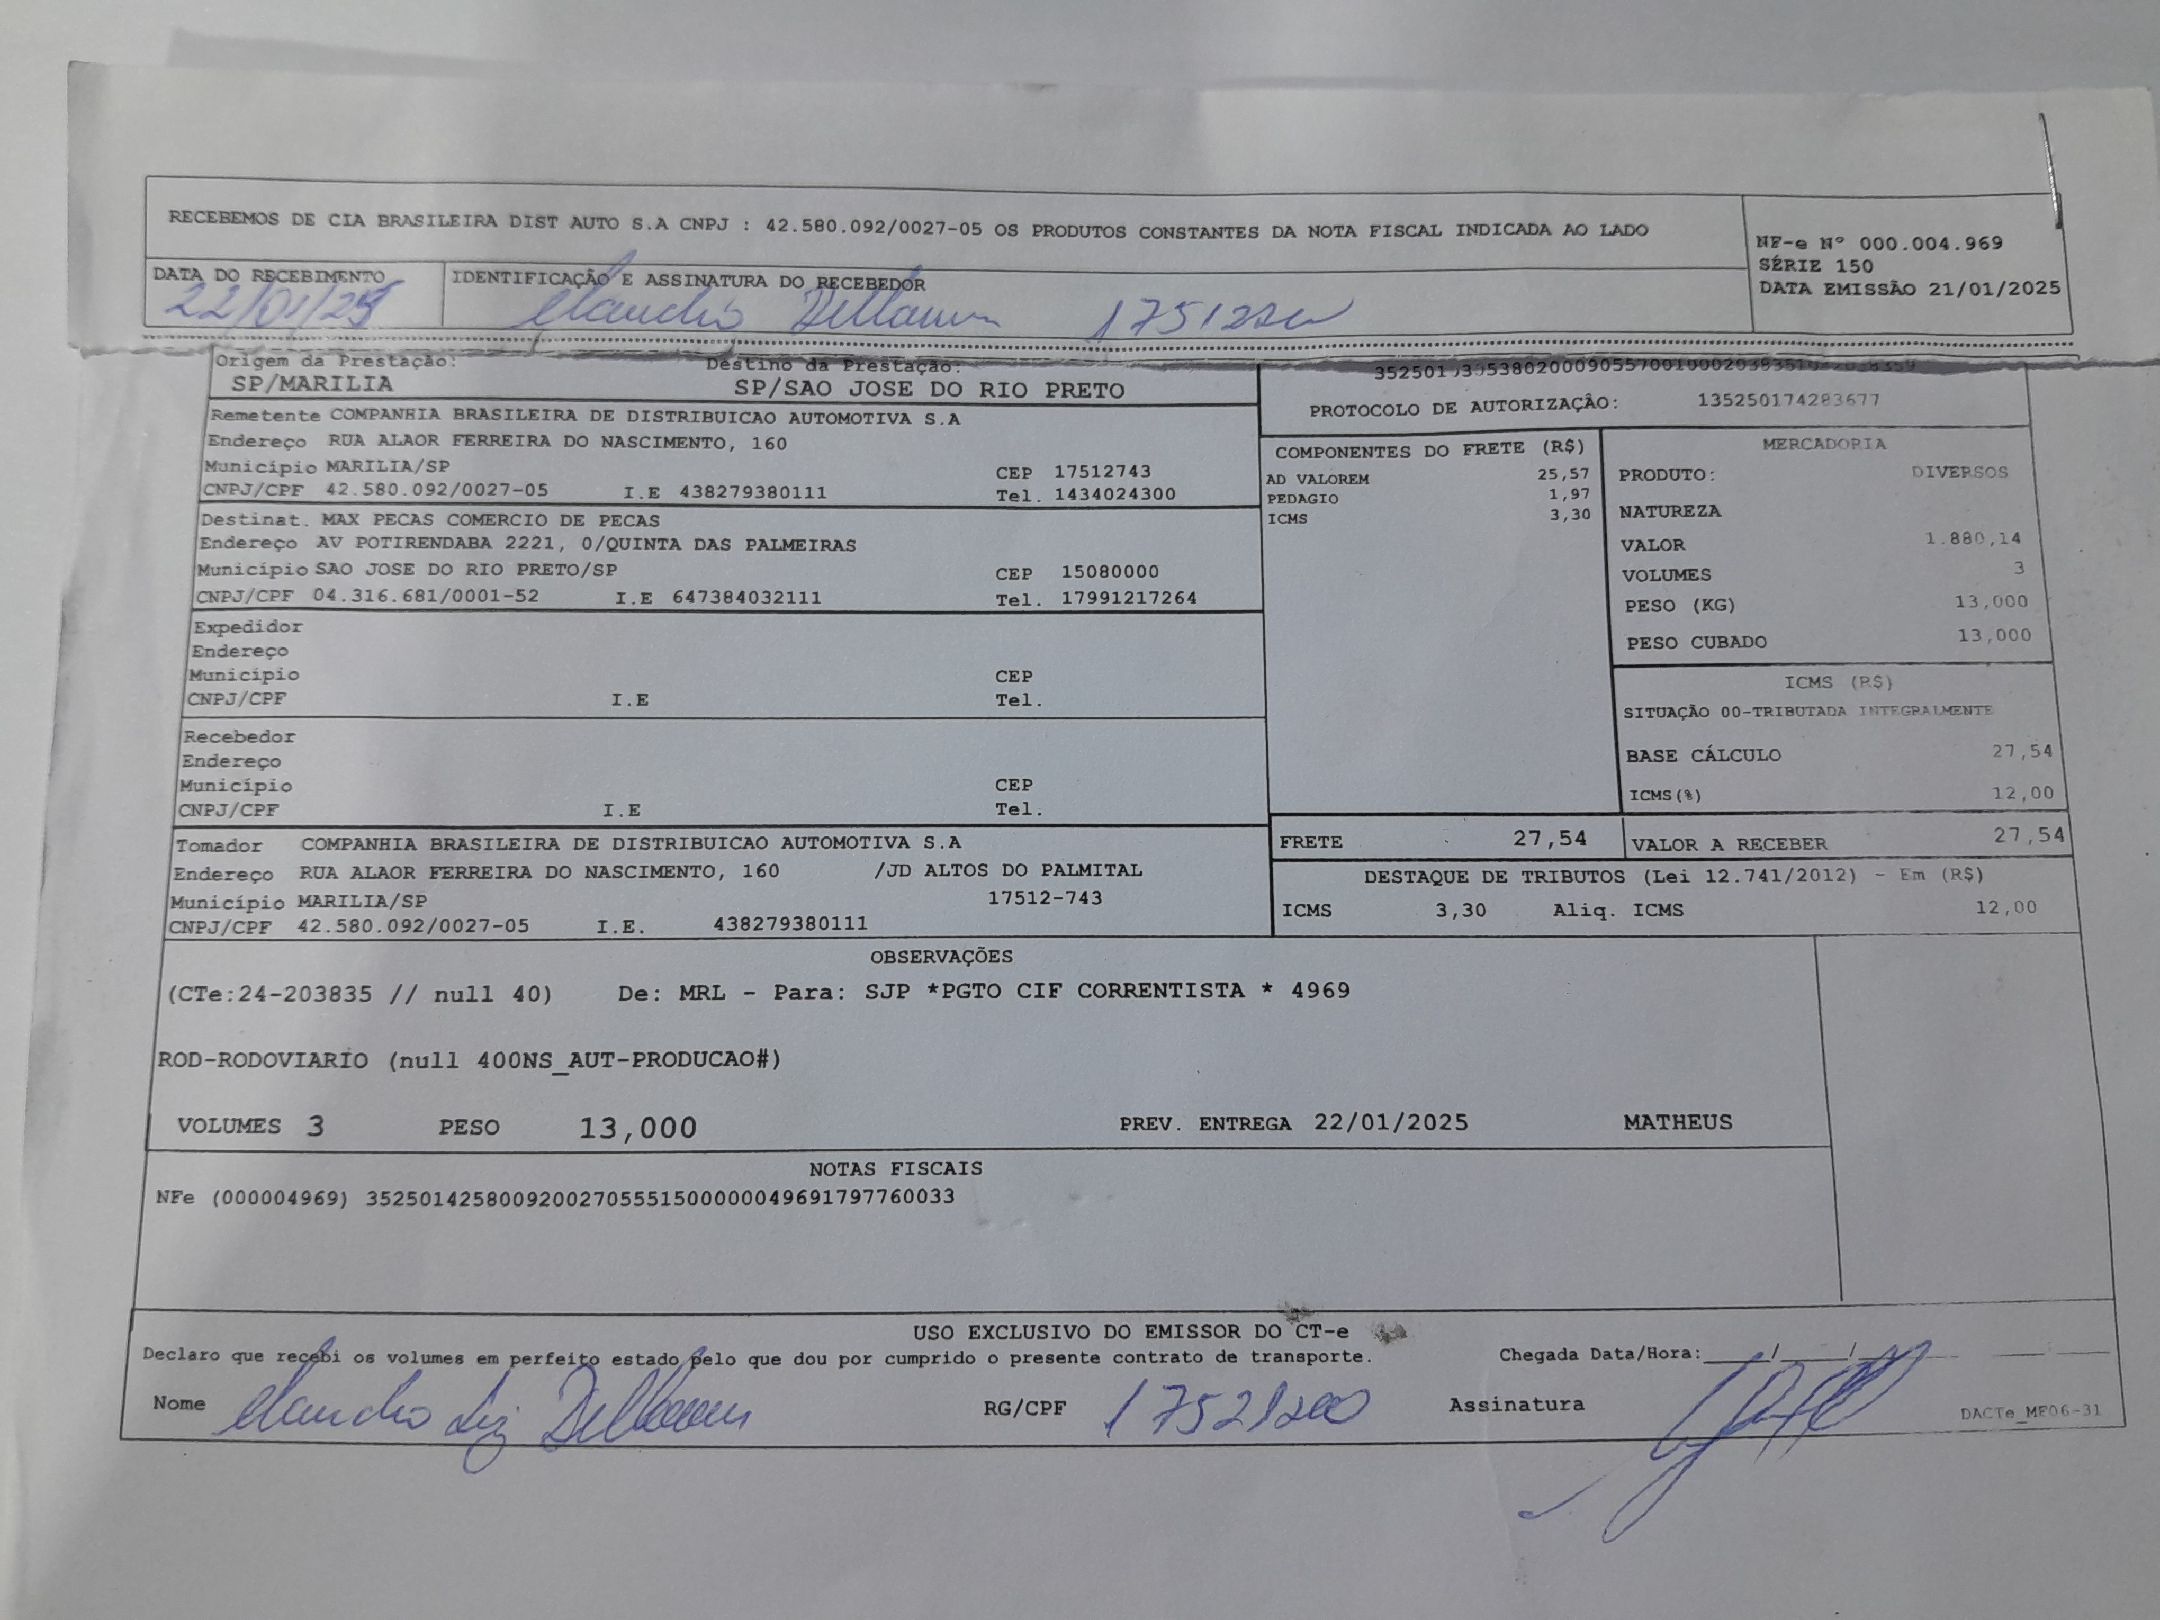 RECEBEMOS DE CIA BRASILEIRA DIST AUTO S.A CNPJ : 42.580.092/0027-05 OS PRODUTOS CONSTANTES DA NOTA FISCAL INDICADA AO LADO
NF-e Nº 000.004.969
SÉRIE 150
DATA EMISSÃO 21/01/2025
DATA DO RECEBIMENTO
22/01/25
IDENTIFICAÇÃO E ASSINATURA DO RECEBEDOR
Claudio
Origem da Prestação:
SP/MARILIA
Destino da Prestação:
SP/SAO JOSE DO RIO PRETO
PROTOCOLO DE AUTORIZAÇÃO: 135250174283677
Remetente COMPANHIA BRASILEIRA DE DISTRIBUICAO AUTOMOTIVA S.A
Endereço RUA ALAOR FERREIRA DO NASCIMENTO, 160
Município MARILIA/SP CEP 17512743
CNPJ/CPF 42.580.092/0027-05 I.E 438279380111 Tel. 1434024300
Destinat. MAX PECAS COMERCIO DE PECAS
Endereço AV POTIRENDABA 2221, 0/QUINTA DAS PALMEIRAS
Município SAO JOSE DO RIO PRETO/SP CEP 15080000
CNPJ/CPF 04.316.681/0001-52 I.E 647384032111 Tel. 17991217264
Expedidor
Endereço
Município CEP
CNPJ/CPF I.E Tel.
Recebedor
Endereço
Município CEP
CNPJ/CPF I.E Tel.
Tomador COMPANHIA BRASILEIRA DE DISTRIBUICAO AUTOMOTIVA S.A
Endereço RUA ALAOR FERREIRA DO NASCIMENTO, 160 /JD ALTOS DO PALMITAL
Município MARILIA/SP 17512-743
CNPJ/CPF 42.580.092/0027-05 I.E. 438279380111
COMPONENTES DO FRETE (R$)
AD VALOREM 25,57
PEDAGIO 1,97
ICMS 3,30
MERCADORIA
PRODUTO: DIVERSOS
NATUREZA
VALOR 1.880,14
VOLUMES 3
PESO (KG) 13,000
PESO CUBADO 13,000
ICMS (R$)
SITUAÇÃO 00-TRIBUTADA INTEGRALMENTE
BASE CÁLCULO 27,54
ICMS(%) 12,00
FRETE 27,54
VALOR A RECEBER 27,54
DESTAQUE DE TRIBUTOS (Lei 12.741/2012) - Em (R$)
ICMS 3,30 Aliq. ICMS 12,00
OBSERVAÇÕES
(CTe:24-203835 // null 40) De: MRL - Para: SJP *PGTO CIF CORRENTISTA * 4969
ROD-RODOVIARIO (null 400NS_AUT-PRODUCAO#)
VOLUMES 3 PESO 13,000 PREV. ENTREGA 22/01/2025 MATHEUS
NOTAS FISCAIS
NFe (000004969) 35250142580092002705551500000049691797760033
USO EXCLUSIVO DO EMISSOR DO CT-e
Declaro que recebi os volumes em perfeito estado pelo que dou por cumprido o presente contrato de transporte.
Chegada Data/Hora:____/____/____
Nome Claudio Luiz
RG/CPF
Assinatura
DACTe_MF06-31